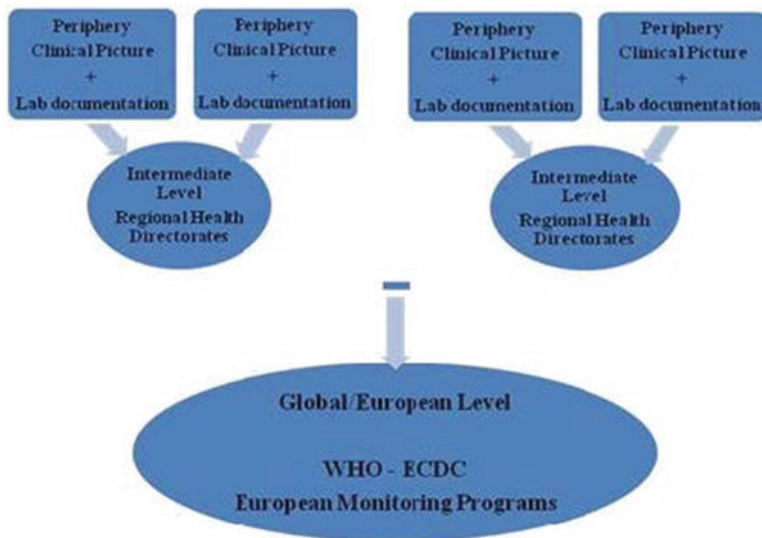 Periphery
Clinical Picture
+
Lab documentation
Periphery
Clinical Picture
+
Lab documentation
Periphery
Clinical Picture
+
Lab documentation
Periphery
Clinical Picture
+
Lab documentation
Intermediate
Level
Regional Health
Directorates
Intermediate
Level
Regional Health
Directorates
Global/European Level
WHO - ECDC
European Monitoring Programs